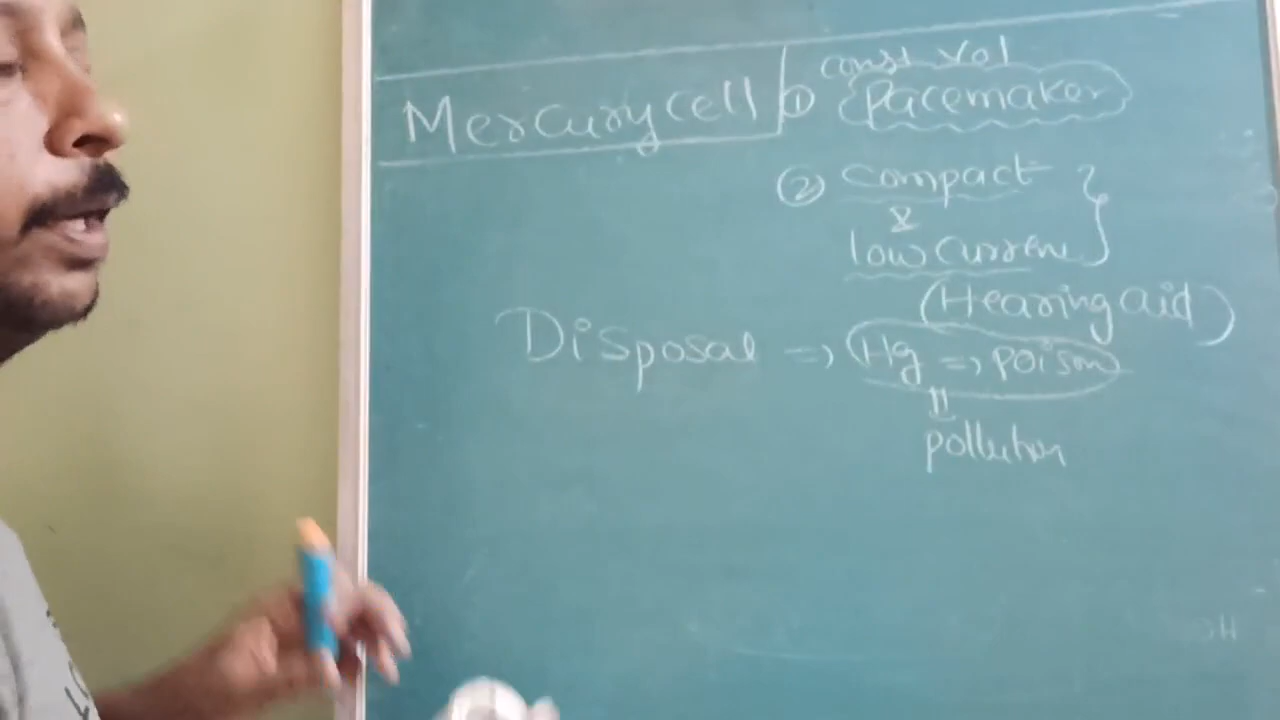 Mercury cell
① const vol
Pacemaker
② compact
&
low current
(Hearing aid)
Disposal ⇒ Hg ⇒ poison
pollution